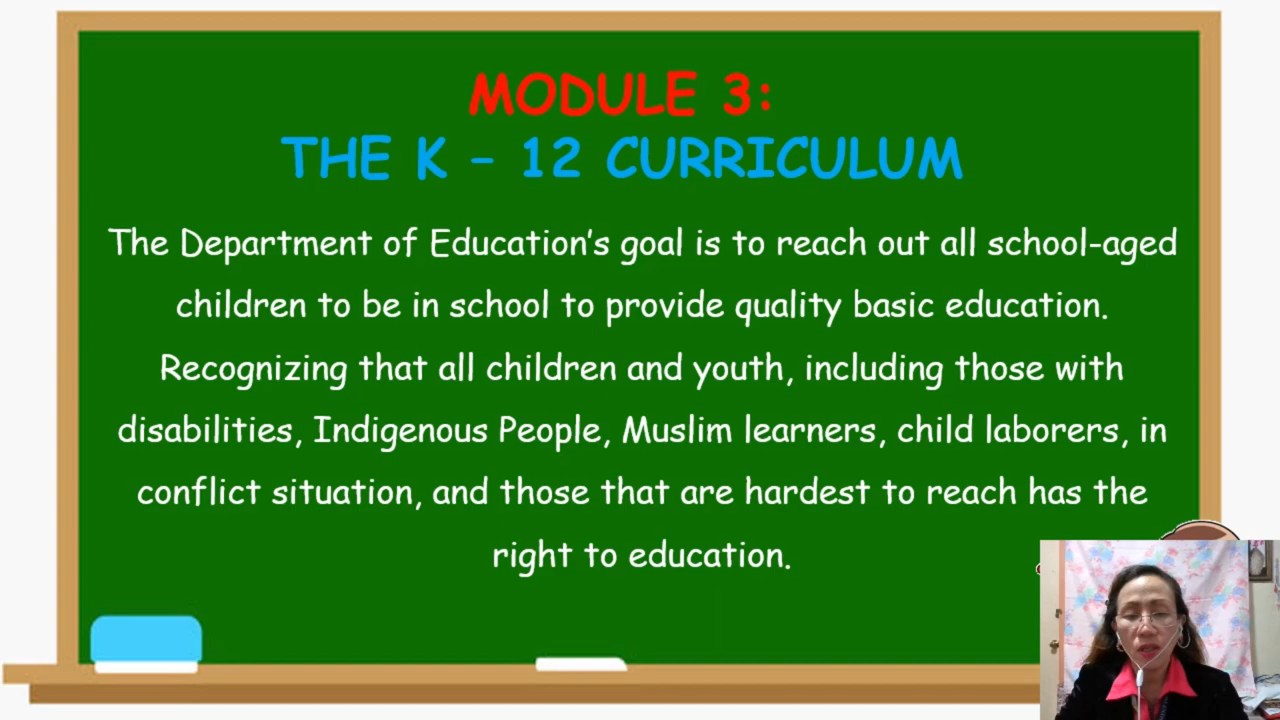 MODULE 3:
THE K – 12 CURRICULUM
The Department of Education’s goal is to reach out all school-aged
children to be in school to provide quality basic education.
Recognizing that all children and youth, including those with
disabilities, Indigenous People, Muslim learners, child laborers, in
conflict situation, and those that are hardest to reach has the
right to education.